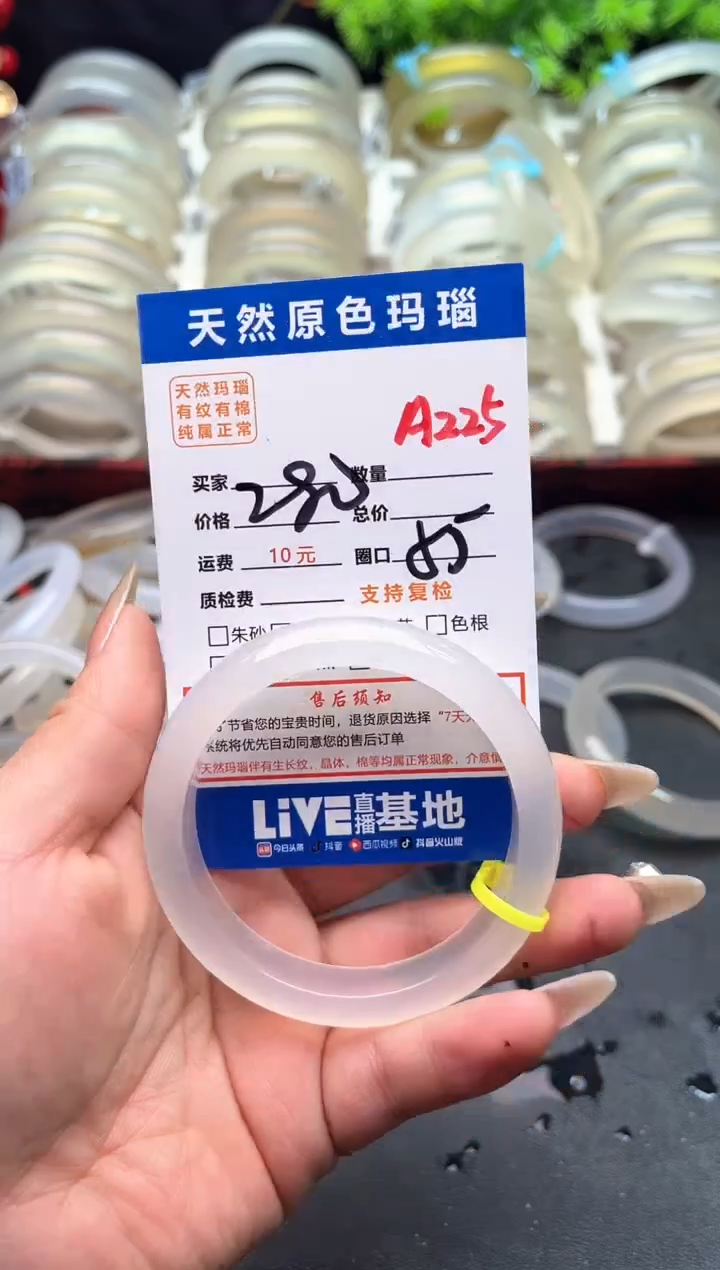 天然原色玛瑙
天然玛瑙
有纹有棉
纯属正常
A225
买家 数量
价格 280 总价
运费 10元 圈口
质检费 支持复检
朱砂 色根
售后须知
节省您的宝贵时间，退货原因选择“7天
系统将优先自动同意您的售后订单
天然玛瑙伴有生长纹、晶体、棉等均属正常现象，介意慎
LiVE直播基地
今日头条 抖音 西瓜视频 抖音火山版